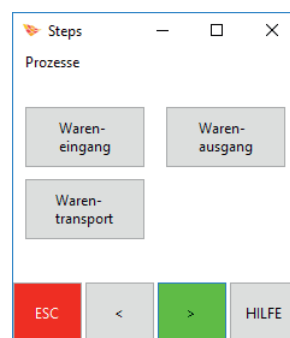 Steps
Prozesse
Waren-
eingang
Waren-
ausgang
Waren-
transport
ESC < > HILFE